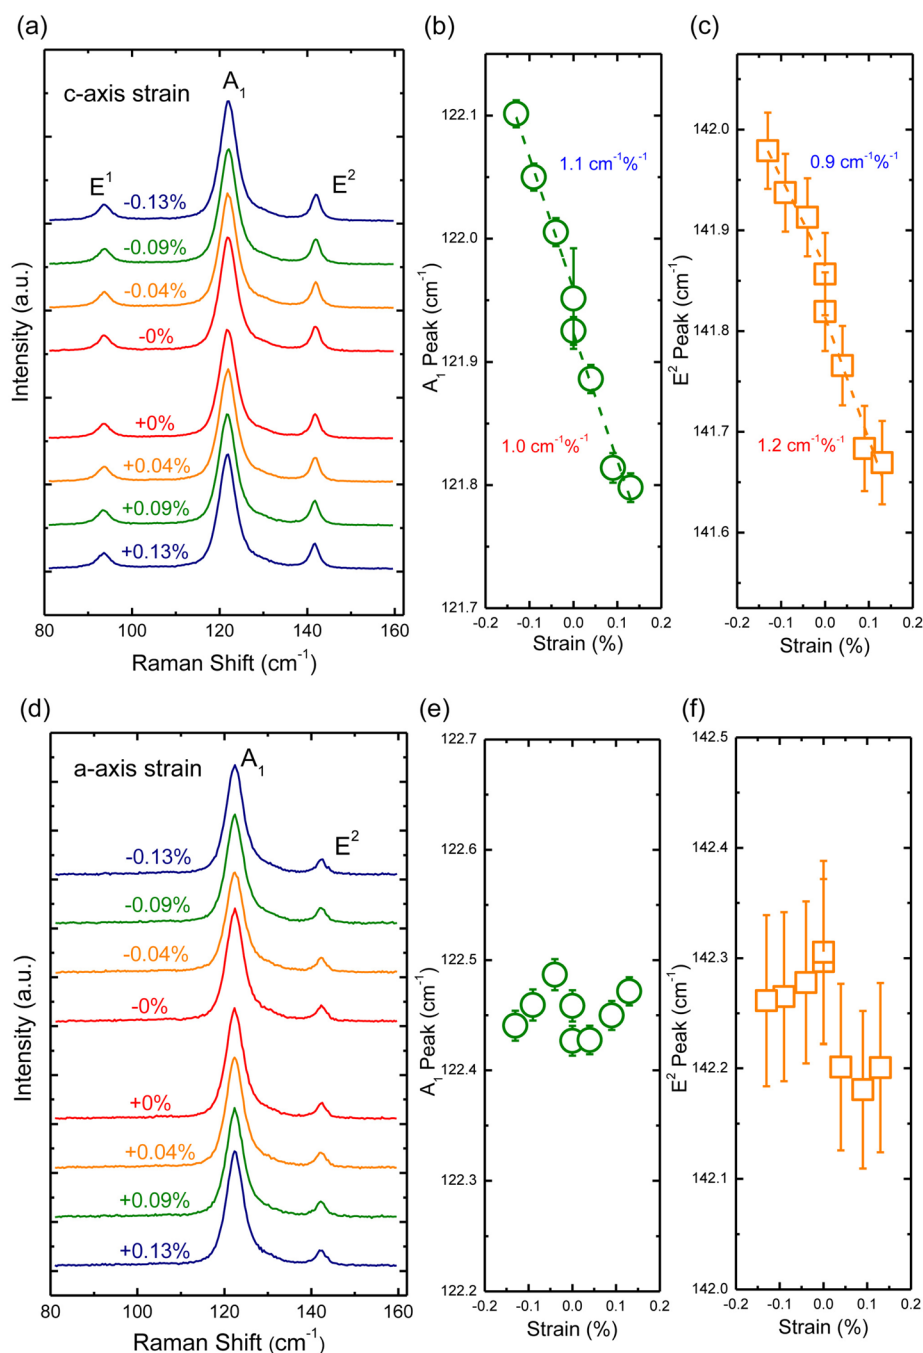 (a)
c-axis strain
A₁
E¹
E²
-0.13%
-0.09%
-0.04%
-0%
+0%
+0.04%
+0.09%
+0.13%
Intensity (a.u.)
80 100 120 140 160
Raman Shift (cm⁻¹)
(b)
122.1
122.0
121.9
121.8
121.7
A₁ Peak (cm⁻¹)
1.1 cm⁻¹%⁻¹
1.0 cm⁻¹%⁻¹
-0.2 -0.1 0.0 0.1 0.2
Strain (%)
(c)
142.0
141.9
141.8
141.7
141.6
E² Peak (cm⁻¹)
0.9 cm⁻¹%⁻¹
1.2 cm⁻¹%⁻¹
-0.2 -0.1 0.0 0.1 0.2
Strain (%)
(d)
a-axis strain
A₁
E²
-0.13%
-0.09%
-0.04%
-0%
+0%
+0.04%
+0.09%
+0.13%
Intensity (a.u.)
80 100 120 140 160
Raman Shift (cm⁻¹)
(e)
122.7
122.6
122.5
122.4
122.3
122.2
A₁ Peak (cm⁻¹)
-0.2 -0.1 0.0 0.1 0.2
Strain (%)
(f)
142.5
142.4
142.3
142.2
142.1
142.0
E² Peak (cm⁻¹)
-0.2 -0.1 0.0 0.1 0.2
Strain (%)